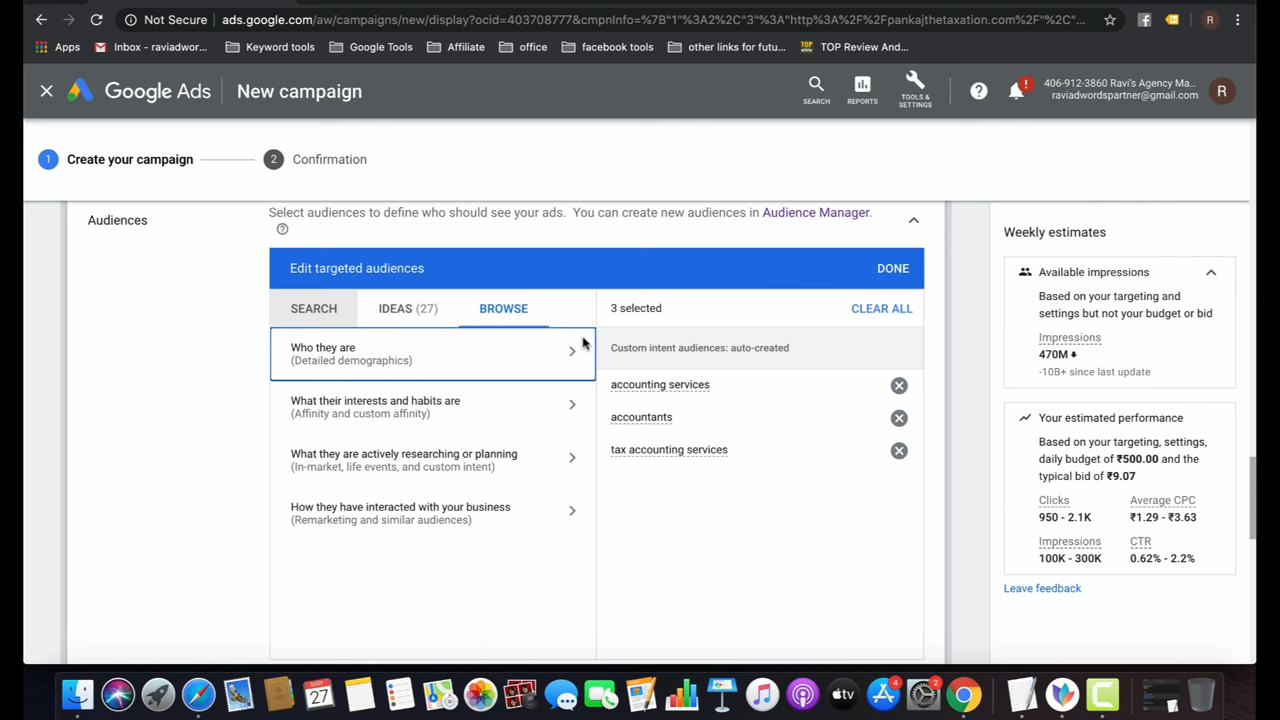 Not Secure
ads.google.com/aw/campaigns/new/display?ocid=403708777&cmpnInfo=%7B"1"%3A2%2C"3"%3A"http%3A%2F%2Fpankajthetaxation.com%2F"%2C"...
R
Apps
Inbox - raviadwor...
Keyword tools
Google Tools
Affiliate
office
facebook tools
other links for futu...
TOP Review And...
Google Ads
New campaign
SEARCH
REPORTS
TOOLS &
SETTINGS
!
406-912-3860 Ravi's Agency Ma...
raviadwordspartner@gmail.com
R
1
Create your campaign
2
Confirmation
Audiences
Select audiences to define who should see your ads. You can create new audiences in Audience Manager.
Edit targeted audiences
DONE
SEARCH
IDEAS (27)
BROWSE
3 selected
CLEAR ALL
Who they are
(Detailed demographics)
What their interests and habits are
(Affinity and custom affinity)
What they are actively researching or planning
(In-market, life events, and custom intent)
How they have interacted with your business
(Remarketing and similar audiences)
Custom intent audiences: auto-created
accounting services
accountants
tax accounting services
Weekly estimates
Available impressions
Based on your targeting and
settings but not your budget or bid
Impressions
470M
-10B+ since last update
Your estimated performance
Based on your targeting, settings,
daily budget of ₹500.00 and the
typical bid of ₹9.07
Clicks
Average CPC
950 - 2.1K
₹1.29 - ₹3.63
Impressions
CTR
100K - 300K
0.62% - 2.2%
Leave feedback
MAY
27
tv
4
2